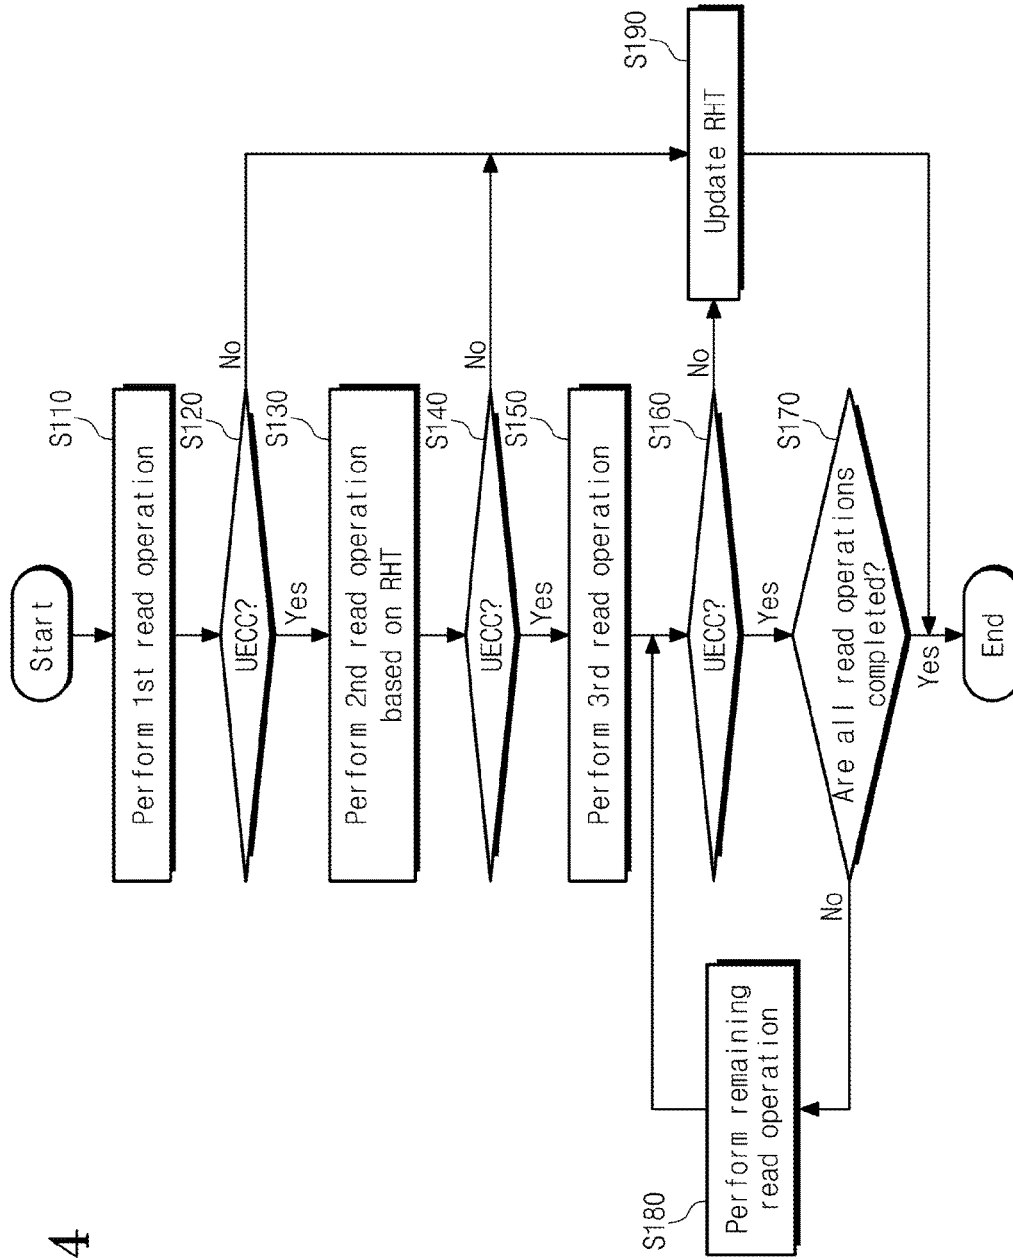 4
Start
S110
Perform 1st read operation
S120
UECC?
No
Yes
S130
Perform 2nd read operation
based on RHT
S140
UECC?
No
Yes
S150
Perform 3rd read operation
S160
UECC?
No
Yes
S190
Update RHT
S170
Are all read operations
completed?
No
Yes
S180
Perform remaining
read operation
End